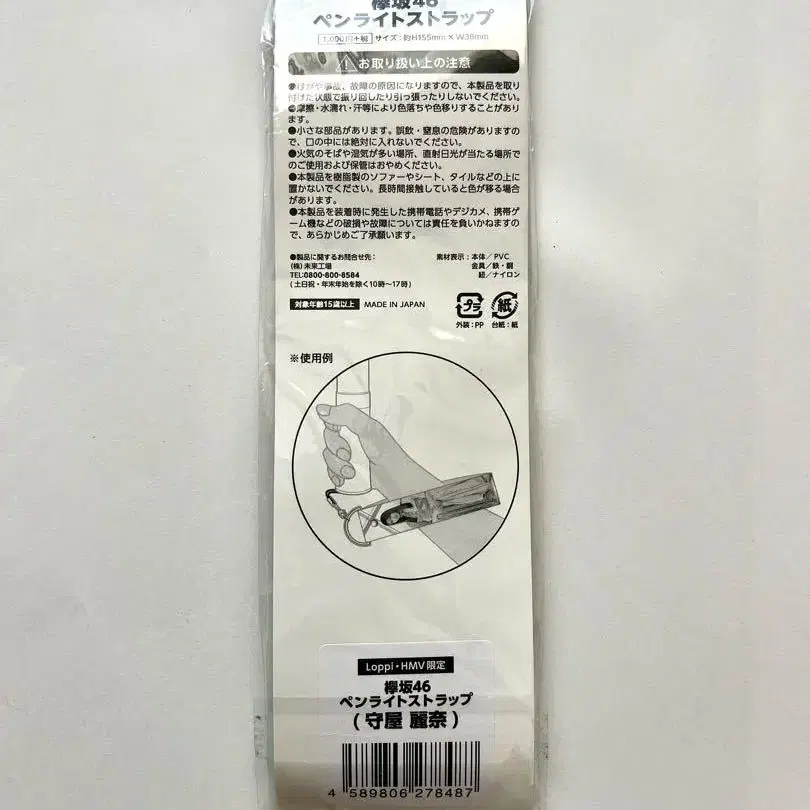 欅坂46
ペンライトストラップ
1,000円+税 サイズ：約H155mm×W38mm
お取り扱い上の注意
●けがや事故、故障の原因になりますので、本製品を取り
付けた状態で振り回したり引っ張ったりしないでください。
●摩擦・水濡れ・汗等により色落ちや色移りすることがあり
ます。
●小さな部品があります。誤飲・窒息の危険がありますの
で、口の中には絶対に入れないでください。
●火気のそばや湿気が多い場所、直射日光が当たる場所で
のご使用および保管はおやめください。
●本製品を樹脂製のソファーやシート、タイルなどの上に
置かないでください。長時間接触していると色が移る場合
があります。
●本製品を装着時に発生した携帯電話やデジカメ、携帯ゲ
ーム機などの破損や故障については責任を負いかねますの
で、あらかじめご了承願います。
●製品に関するお問合せ先：
(株)未来工場
TEL:0800-800-8584
(土日祝・年末年始を除く10時〜17時)
素材表示：本体／PVC
金具／鉄・銅
紐／ナイロン
対象年齢15歳以上 MADE IN JAPAN
プラ 紙
外装：PP 台紙：紙
※使用例
Loppi・HMV限定
欅坂46
ペンライトストラップ
(守屋 麗奈)
4 589806 278487